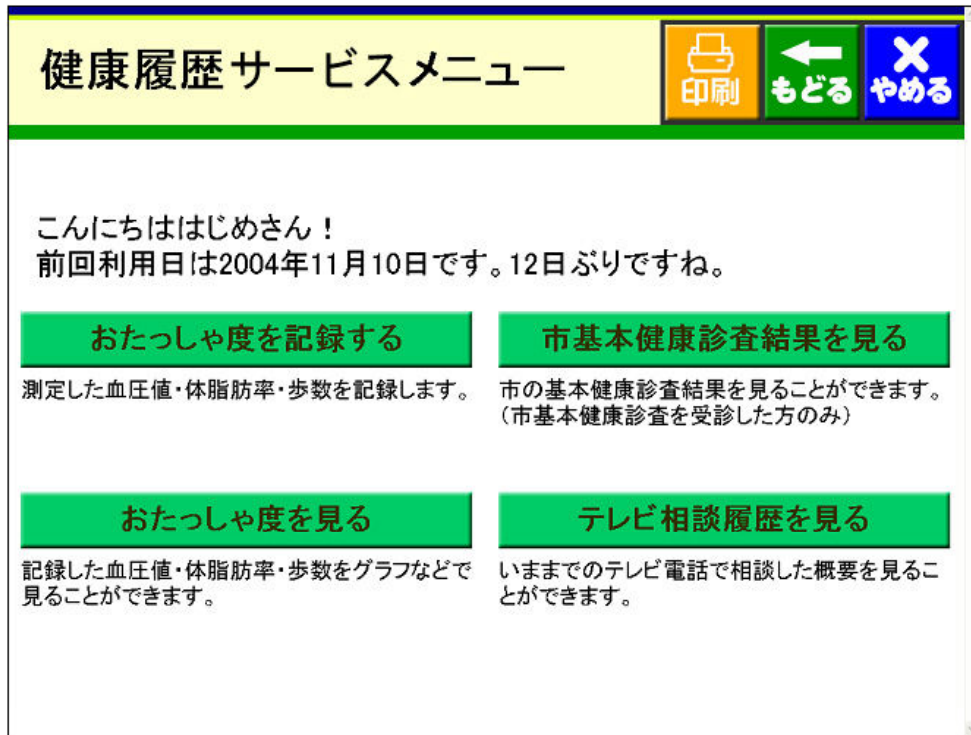 健康履歴サービスメニュー
印刷
もどる
やめる
こんにちははじめさん！
前回利用日は2004年11月10日です。12日ぶりですね。
おたっしゃ度を記録する
測定した血圧値・体脂肪率・歩数を記録します。
市基本健康診査結果を見る
市の基本健康診査結果を見ることができます。
（市基本健康診査を受診した方のみ）
おたっしゃ度を見る
記録した血圧値・体脂肪率・歩数をグラフなどで
見ることができます。
テレビ相談履歴を見る
いままでのテレビ電話で相談した概要を見るこ
とができます。